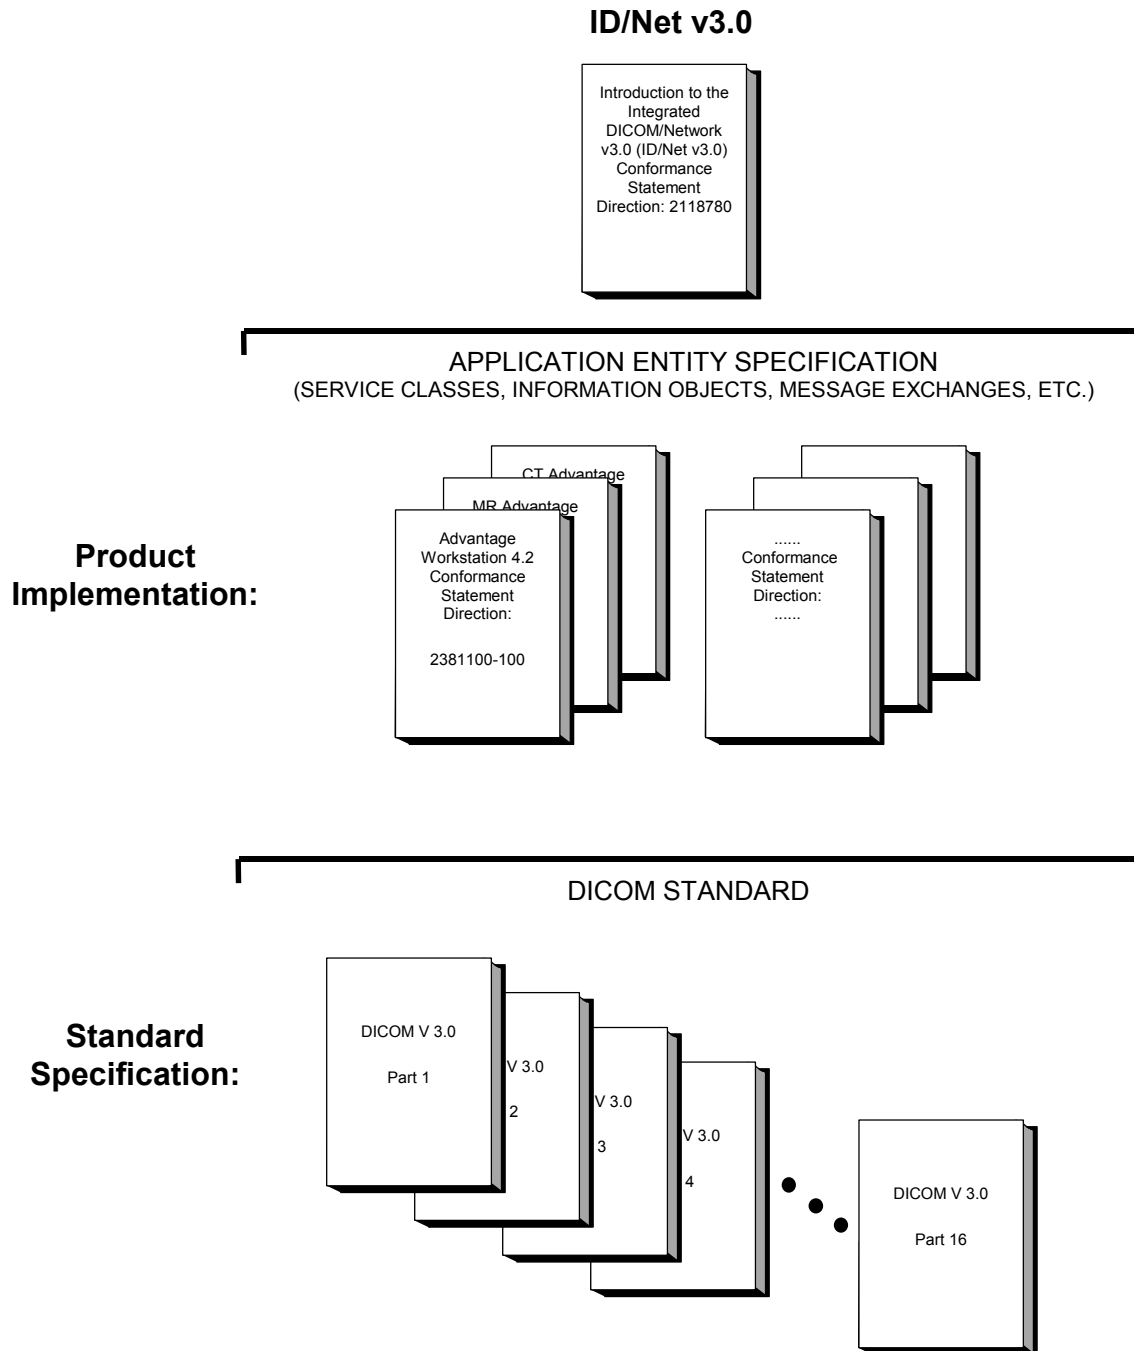 ID/Net v3.0
Introduction to the
Integrated
DICOM/Network
v3.0 (ID/Net v3.0)
Conformance
Statement
Direction: 2118780
APPLICATION ENTITY SPECIFICATION
(SERVICE CLASSES, INFORMATION OBJECTS, MESSAGE EXCHANGES, ETC.)
Product
Implementation:
CT Advantage
MR Advantage
Advantage
Workstation 4.2
Conformance
Statement
Direction:
2381100-100
......
Conformance
Statement
Direction:
......
DICOM STANDARD
Standard
Specification:
DICOM V 3.0
Part 1
V 3.0
2
V 3.0
3
V 3.0
4
DICOM V 3.0
Part 16